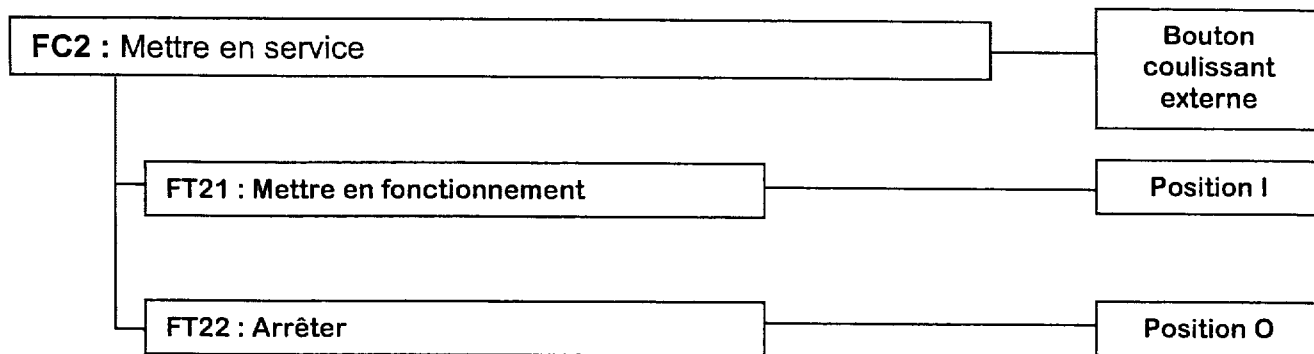 FC2 : Mettre en service
Bouton
coulissant
externe
FT21 : Mettre en fonctionnement
Position I
FT22 : Arrêter
Position O